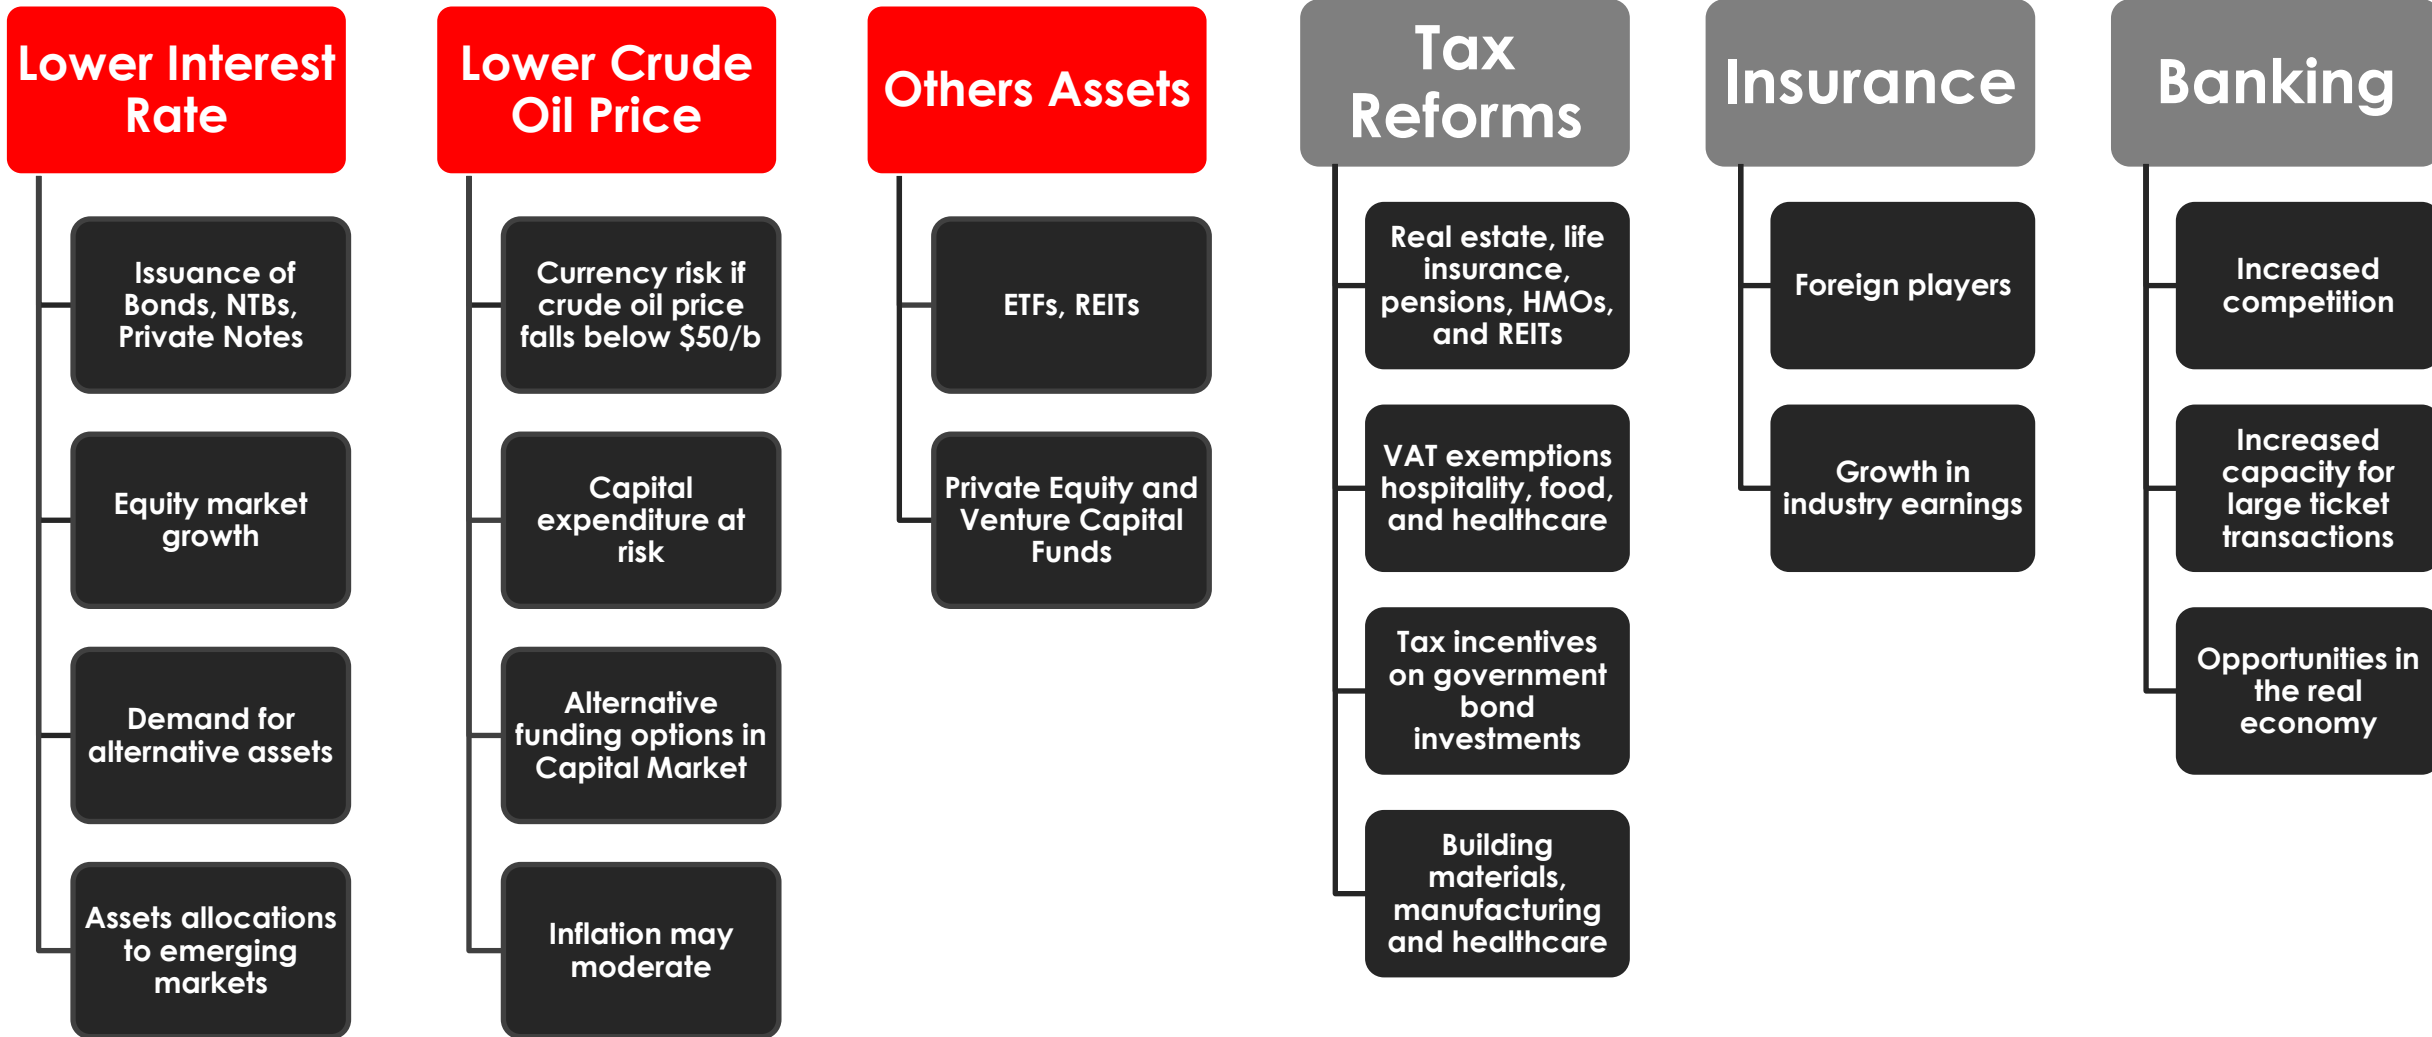 Lower Interest
Rate
Issuance of
Bonds, NTBs,
Private Notes
Equity market
growth
Demand for
alternative assets
Assets allocations
to emerging
markets
Lower Crude
Oil Price
Currency risk if
crude oil price
falls below $50/b
Capital
expenditure at
risk
Alternative
funding options in
Capital Market
Inflation may
moderate
Others Assets
ETFs, REITs
Private Equity and
Venture Capital
Funds
Tax
Reforms
Real estate, life
insurance,
pensions, HMOs,
and REITs
VAT exemptions
hospitality, food,
and healthcare
Tax incentives
on government
bond
investments
Building
materials,
manufacturing
and healthcare
Insurance
Foreign players
Growth in
industry earnings
Banking
Increased
competition
Increased
capacity for
large ticket
transactions
Opportunities in
the real
economy